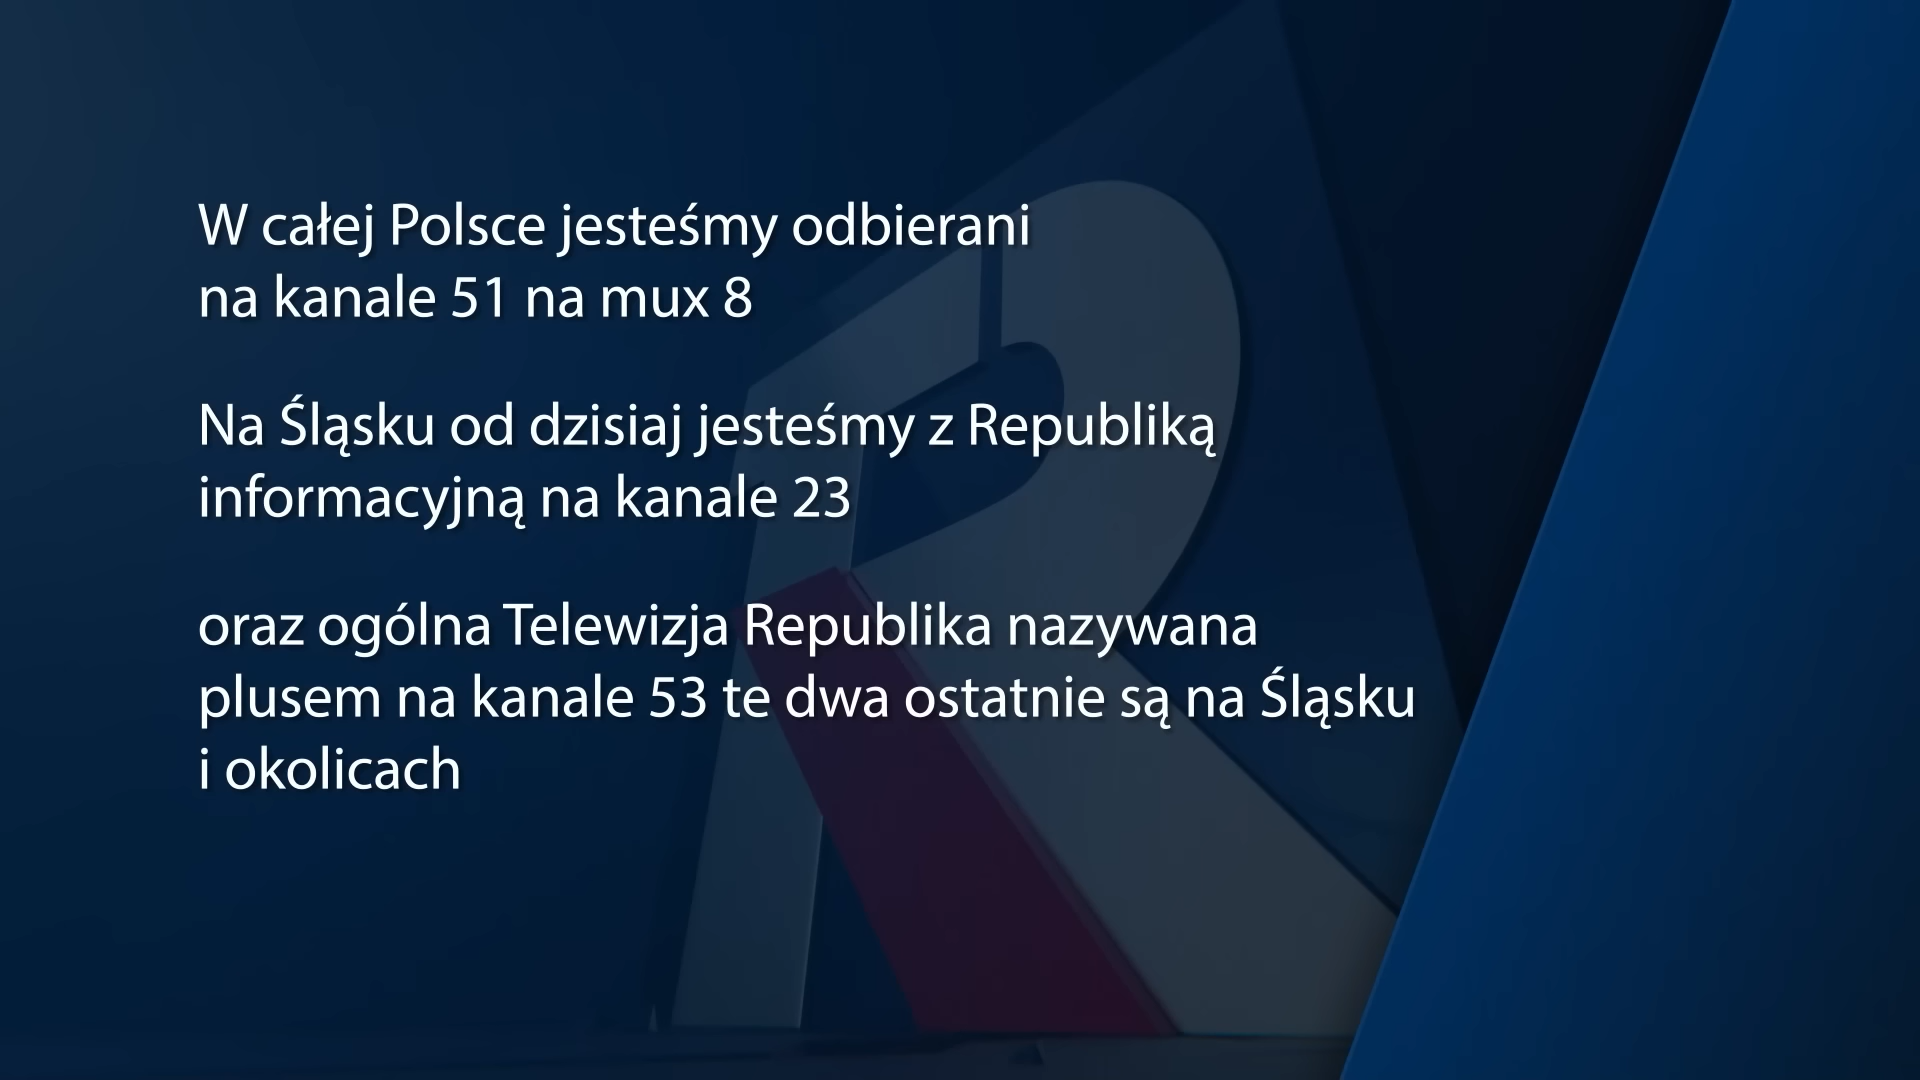 W całej Polsce jesteśmy odbierani
na kanale 51 na mux 8
Na Śląsku od dzisiaj jesteśmy z Republiką
informacyjną na kanale 23
oraz ogólna Telewizja Republika nazywana
plusem na kanale 53 te dwa ostatnie są na Śląsku
i okolicach